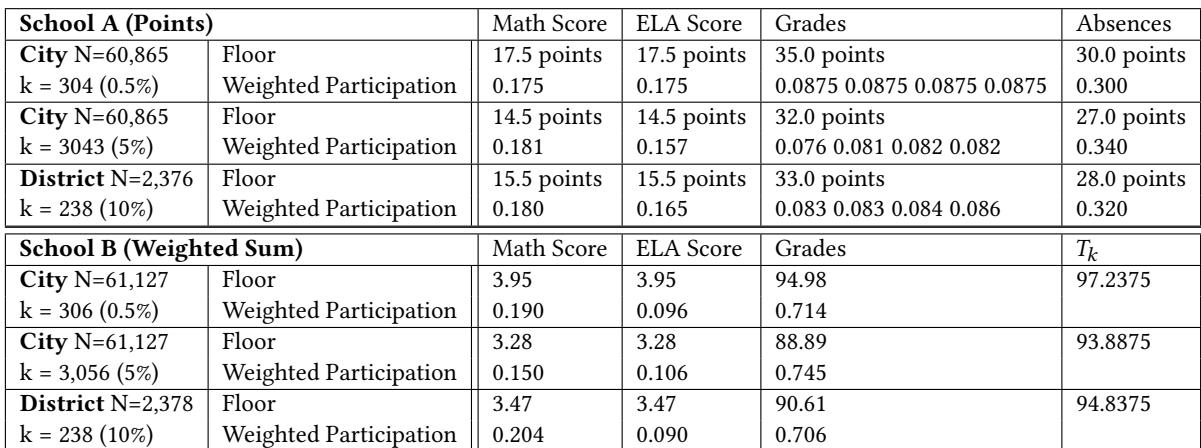 School A (Points) Math Score ELA Score Grades Absences
City N=60,865 Floor 17.5 points 17.5 points 35.0 points 30.0 points
k = 304 (0.5%) Weighted Participation 0.175 0.175 0.0875 0.0875 0.0875 0.0875 0.300
City N=60,865 Floor 14.5 points 14.5 points 32.0 points 27.0 points
k = 3043 (5%) Weighted Participation 0.181 0.157 0.076 0.081 0.082 0.082 0.340
District N=2,376 Floor 15.5 points 15.5 points 33.0 points 28.0 points
k = 238 (10%) Weighted Participation 0.180 0.165 0.083 0.083 0.084 0.086 0.320
School B (Weighted Sum) Math Score ELA Score Grades Tk
City N=61,127 Floor 3.95 3.95 94.98 97.2375
k = 306 (0.5%) Weighted Participation 0.190 0.096 0.714
City N=61,127 Floor 3.28 3.28 88.89 93.8875
k = 3,056 (5%) Weighted Participation 0.150 0.106 0.745
District N=2,378 Floor 3.47 3.47 90.61 94.8375
k = 238 (10%) Weighted Participation 0.204 0.090 0.706